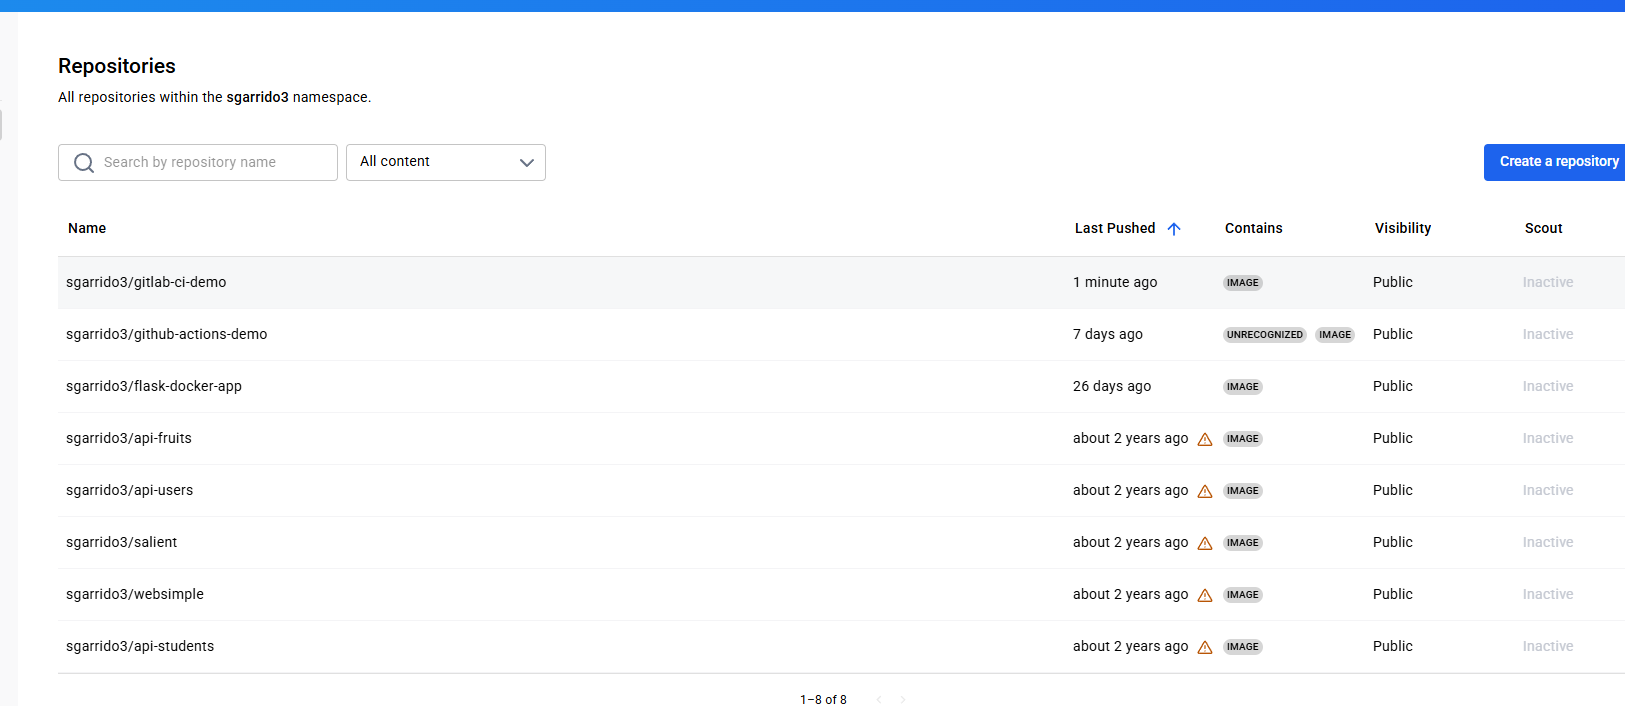 Repositories
All repositories within the sgarrido3 namespace.
Search by repository name All content Create a repository
Name Last Pushed Contains Visibility Scout
sgarrido3/gitlab-ci-demo 1 minute ago IMAGE Public Inactive
sgarrido3/github-actions-demo 7 days ago UNRECOGNIZED IMAGE Public Inactive
sgarrido3/flask-docker-app 26 days ago IMAGE Public Inactive
sgarrido3/api-fruits about 2 years ago IMAGE Public Inactive
sgarrido3/api-users about 2 years ago IMAGE Public Inactive
sgarrido3/salient about 2 years ago IMAGE Public Inactive
sgarrido3/websimple about 2 years ago IMAGE Public Inactive
sgarrido3/api-students about 2 years ago IMAGE Public Inactive
1–8 of 8